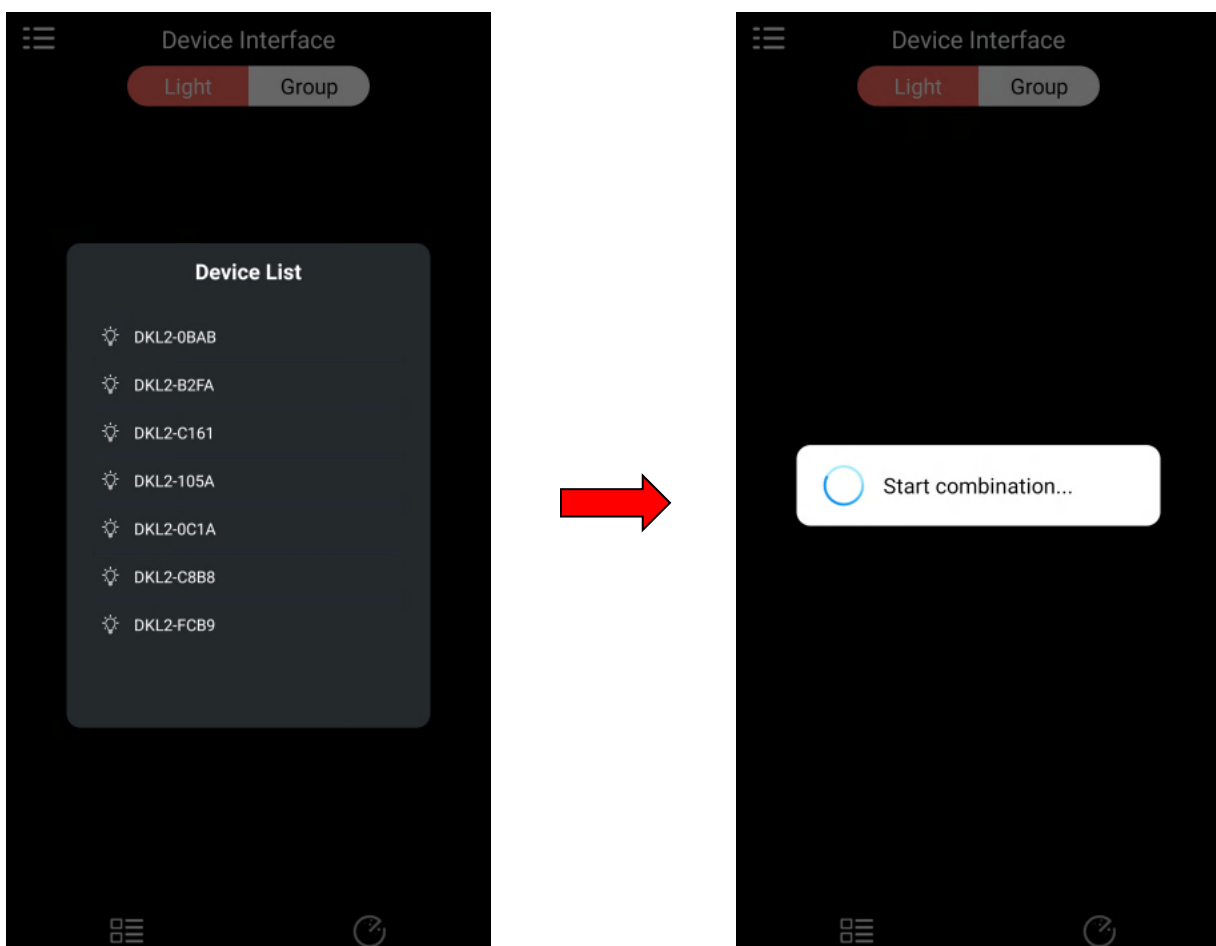 Device Interface
Light Group
Device List
DKL2-0BAB
DKL2-B2FA
DKL2-C161
DKL2-105A
DKL2-0C1A
DKL2-C8B8
DKL2-FCB9
Device Interface
Light Group
Start combination...